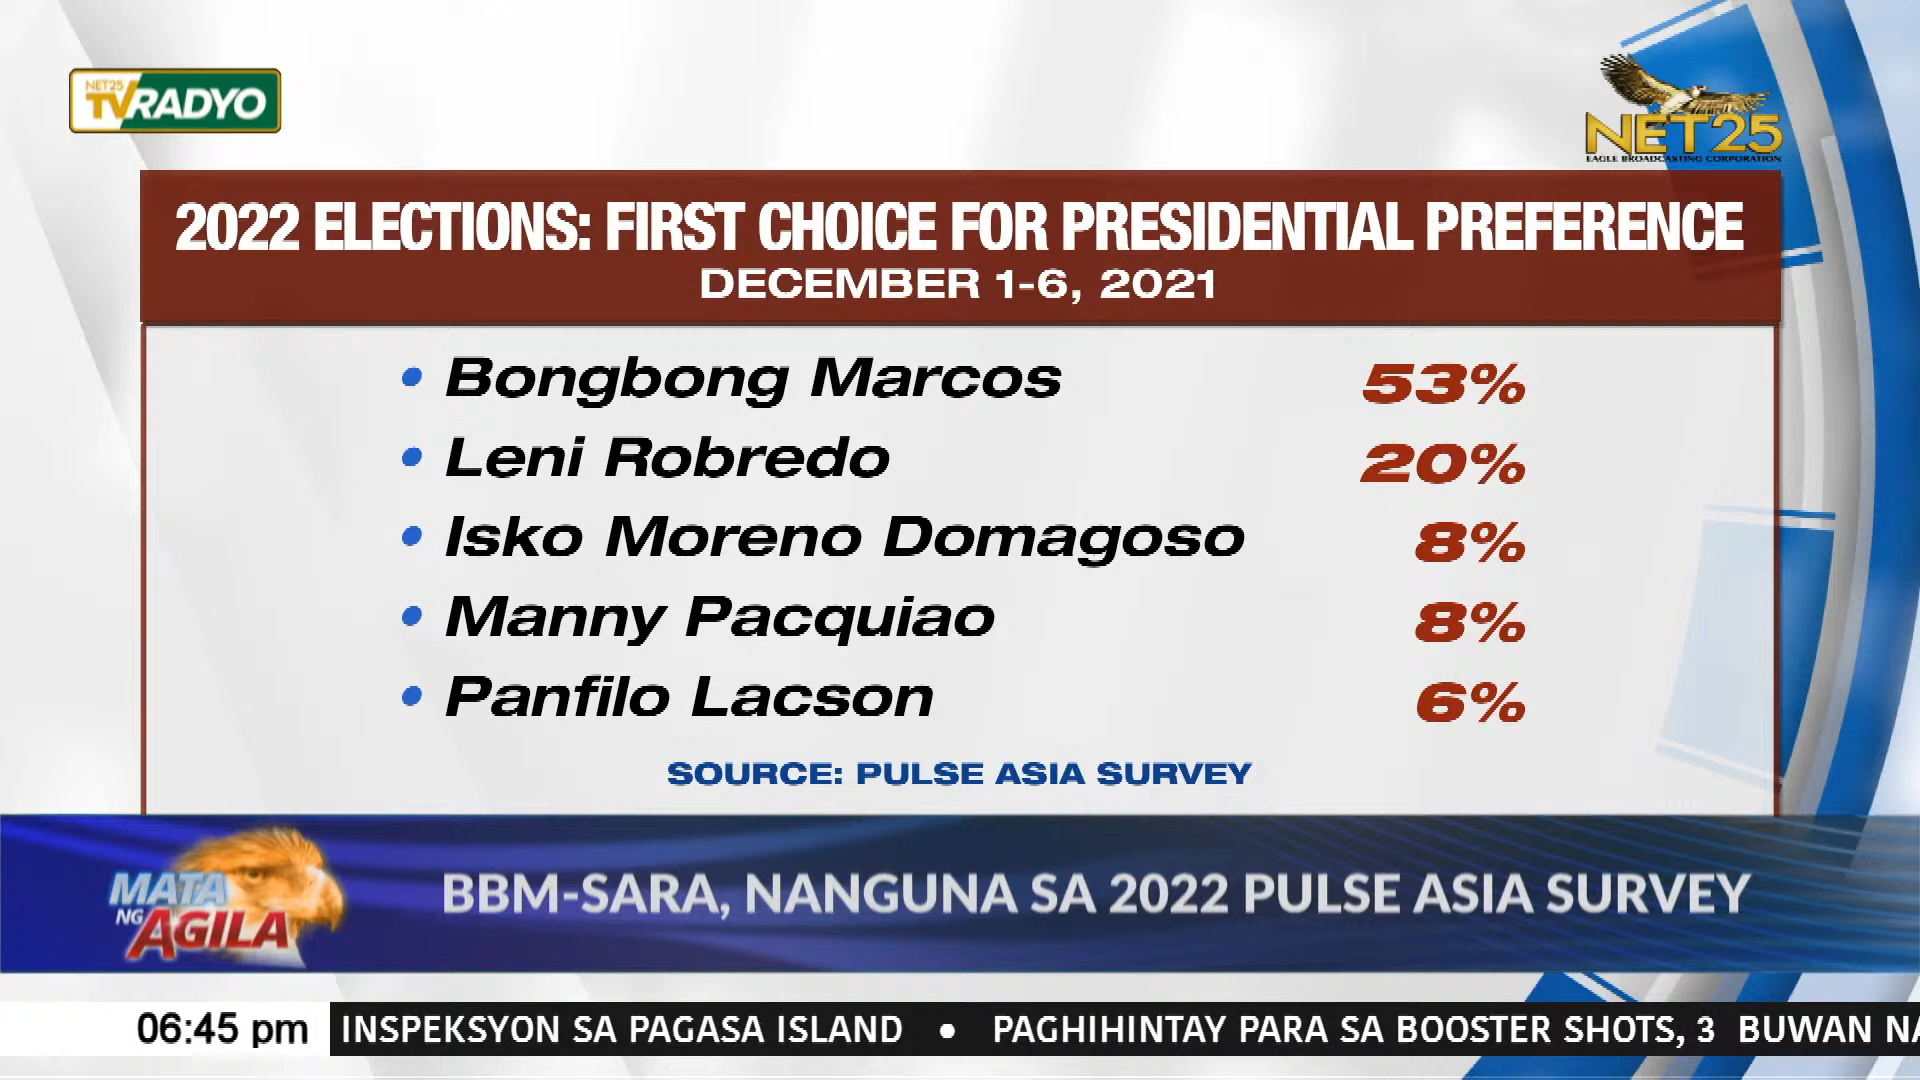 NET25
TVRADYO
NET25
EAGLE BROADCASTING CORPORATION
2022 ELECTIONS: FIRST CHOICE FOR PRESIDENTIAL PREFERENCE
DECEMBER 1-6, 2021
• Bongbong Marcos 53%
• Leni Robredo 20%
• Isko Moreno Domagoso 8%
• Manny Pacquiao 8%
• Panfilo Lacson 6%
SOURCE: PULSE ASIA SURVEY
MATA
NG AGILA
BBM-SARA, NANGUNA SA 2022 PULSE ASIA SURVEY
06:45 pm INSPEKSYON SA PAGASA ISLAND • PAGHIHINTAY PARA SA BOOSTER SHOTS, 3 BUWAN NA